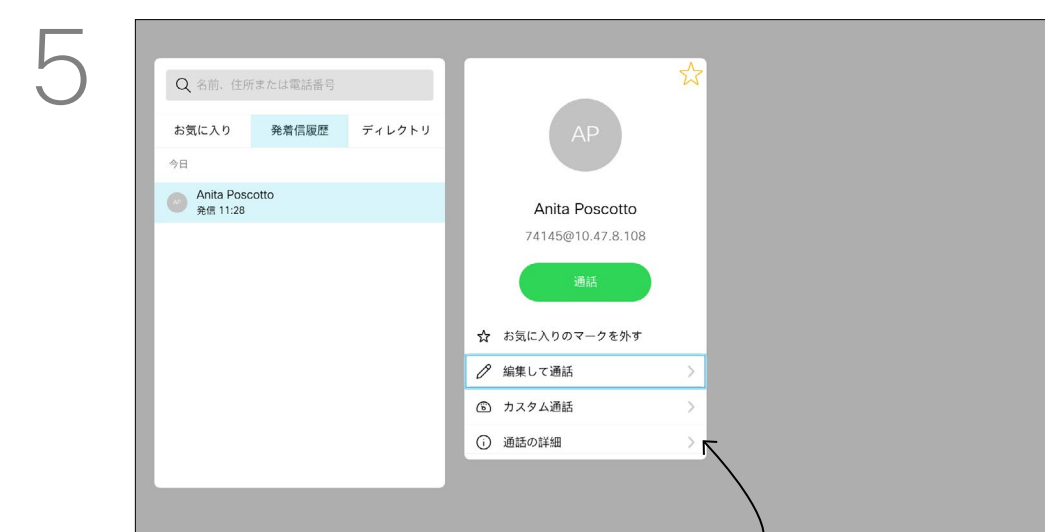 5
名前、住所または電話番号
お気に入り 発着信履歴 ディレクトリ
今日
AP Anita Poscotto
発信 11:28
AP
Anita Poscotto
74145@10.47.8.108
通話
お気に入りのマークを外す
編集して通話
カスタム通話
通話の詳細